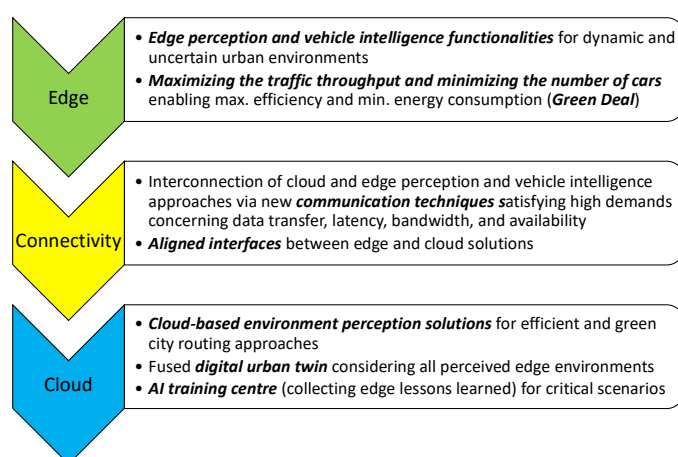 Edge
• Edge perception and vehicle intelligence functionalities for dynamic and
uncertain urban environments
• Maximizing the traffic throughput and minimizing the number of cars
enabling max. efficiency and min. energy consumption (Green Deal)
Connectivity
• Interconnection of cloud and edge perception and vehicle intelligence
approaches via new communication techniques satisfying high demands
concerning data transfer, latency, bandwidth, and availability
• Aligned interfaces between edge and cloud solutions
Cloud
• Cloud-based environment perception solutions for efficient and green
city routing approaches
• Fused digital urban twin considering all perceived edge environments
• AI training centre (collecting edge lessons learned) for critical scenarios